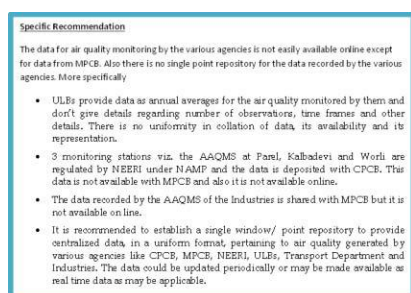 Specific Recommendation
The data for air quality monitoring by the various agencies is not easily available online except
for data from MPCB. Also there is no single point repository for the data recorded by the various
agencies. More specifically
• ULBs provide data as annual averages for the air quality monitored by them and
don't give details regarding number of observations, time frames and other
details. There is no uniformity in collation of data, its availability and its
representation.
• 3 monitoring stations viz. the AAQMS at Parel, Kalbadevi and Worli are
regulated by NEERI under NAMP and the data is deposited with CPCB. This
data is not available with MPCB and also it is not available online.
• The data recorded by the AAQMS of the Industries is shared with MPCB but it is
not available on line.
• It is recommended to establish a single window/ point repository to provide
centralized data, in a uniform format, pertaining to air quality generated by
various agencies like CPCB, MPCB, NEERI, ULBs, Transport Department and
Industries. The data could be updated periodically or may be made available as
real time data as may be applicable.